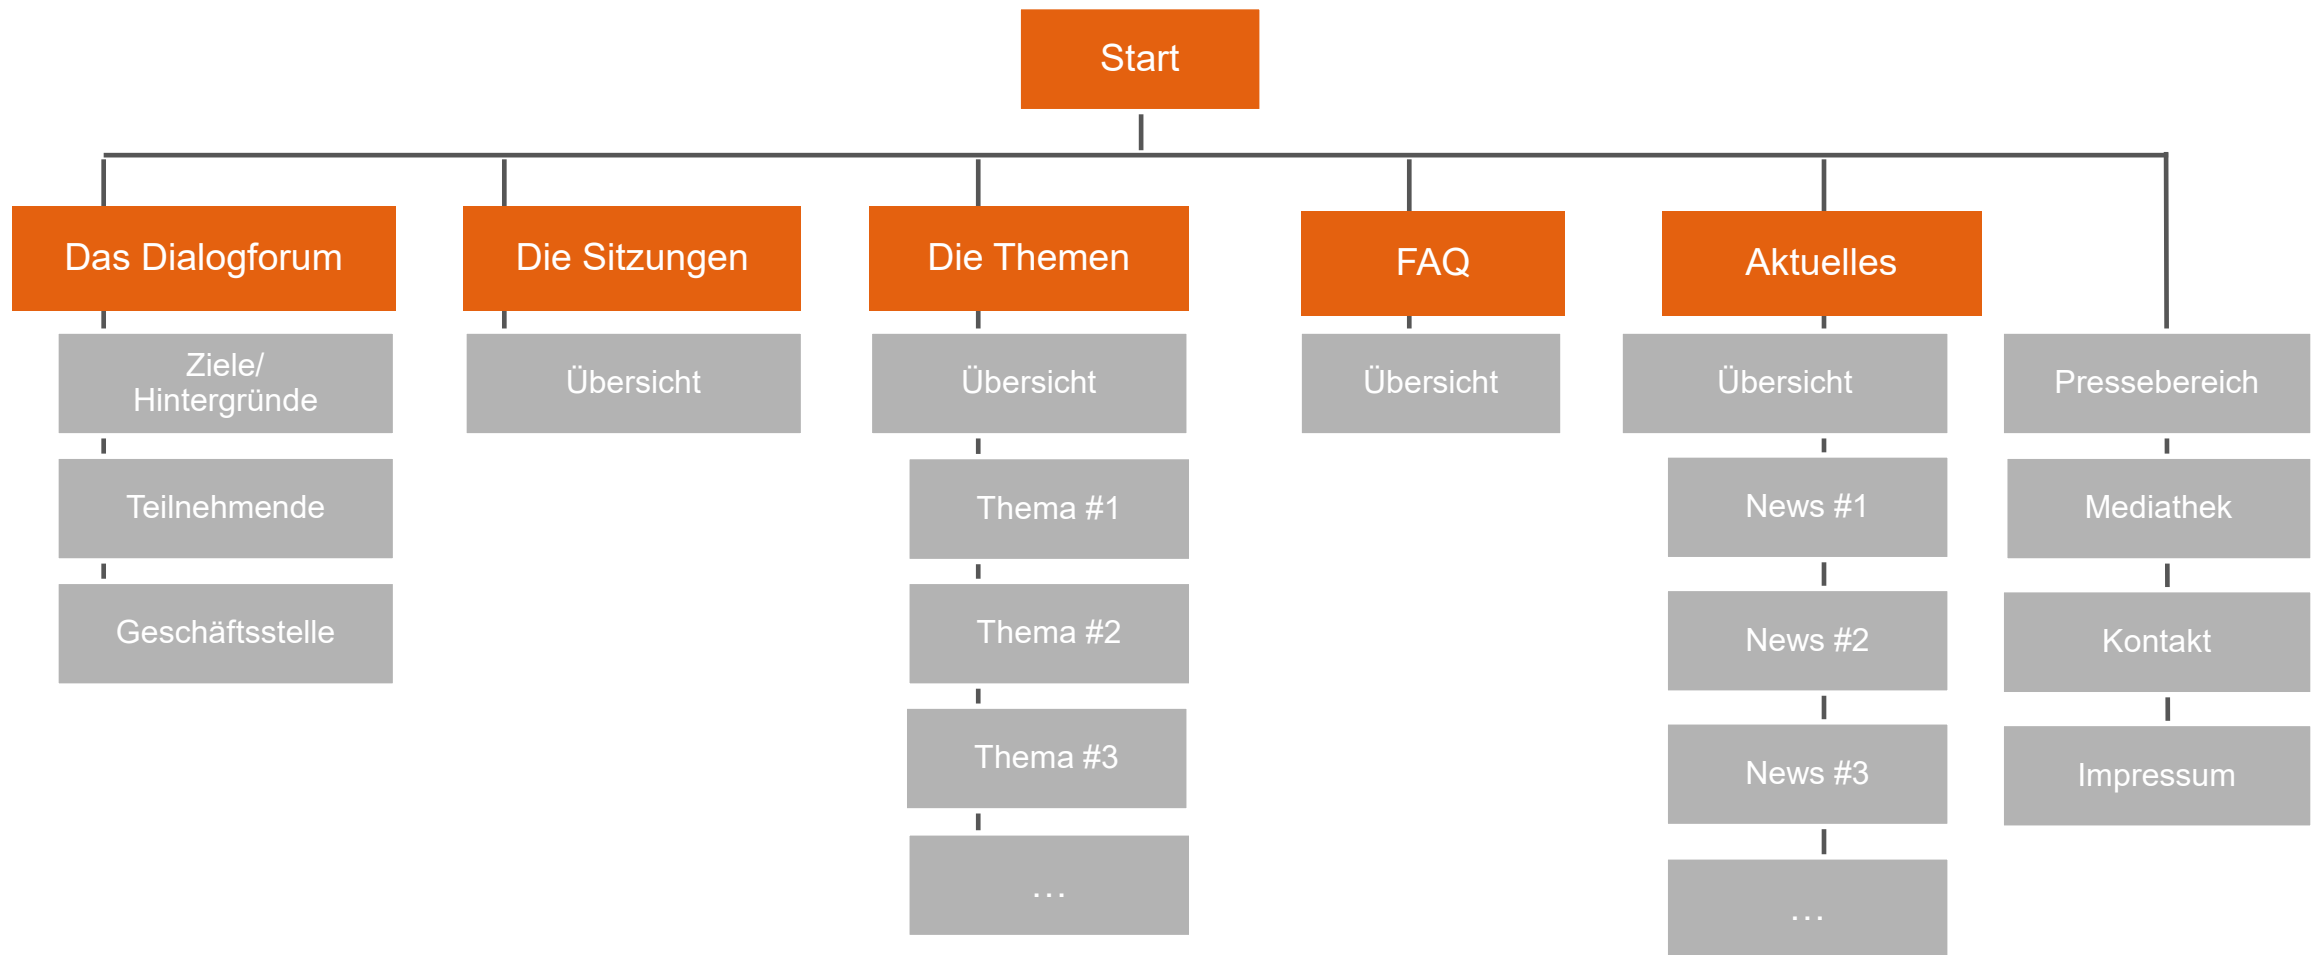 Start
Das Dialogforum
Die Sitzungen
Die Themen
FAQ
Aktuelles
Ziele/
Hintergründe
Teilnehmende
Geschäftsstelle
Übersicht
Übersicht
Thema #1
Thema #2
Thema #3
...
Übersicht
Übersicht
News #1
News #2
News #3
...
Pressebereich
Mediathek
Kontakt
Impressum